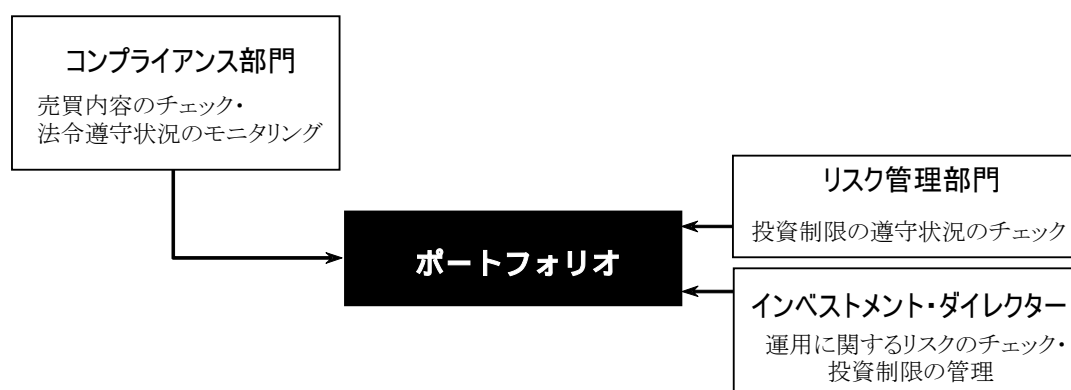 コンプライアンス部門
売買内容のチェック・
法令遵守状況のモニタリング
リスク管理部門
投資制限の遵守状況のチェック
ポートフォリオ
インベストメント・ダイレクター
運用に関するリスクのチェック・
投資制限の管理